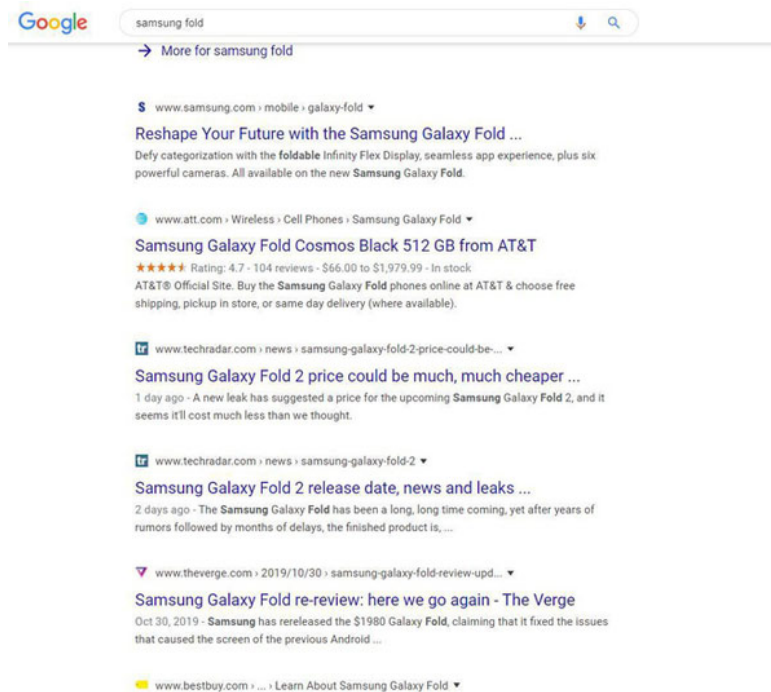 Google
samsung fold
→ More for samsung fold
S www.samsung.com › mobile › galaxy-fold ▾
Reshape Your Future with the Samsung Galaxy Fold ...
Defy categorization with the foldable Infinity Flex Display, seamless app experience, plus six
powerful cameras. All available on the new Samsung Galaxy Fold.
www.att.com › Wireless › Cell Phones › Samsung Galaxy Fold ▾
Samsung Galaxy Fold Cosmos Black 512 GB from AT&T
Rating: 4.7 - 104 reviews - $66.00 to $1,979.99 - In stock
AT&T® Official Site. Buy the Samsung Galaxy Fold phones online at AT&T & choose free
shipping, pickup in store, or same day delivery (where available).
tr www.techradar.com › news › samsung-galaxy-fold-2-price-could-be-... ▾
Samsung Galaxy Fold 2 price could be much, much cheaper ...
1 day ago - A new leak has suggested a price for the upcoming Samsung Galaxy Fold 2, and it
seems it'll cost much less than we thought.
tr www.techradar.com › news › samsung-galaxy-fold-2 ▾
Samsung Galaxy Fold 2 release date, news and leaks ...
2 days ago - The Samsung Galaxy Fold has been a long, long time coming, yet after years of
rumors followed by months of delays, the finished product is, ...
www.theverge.com › 2019/10/30 › samsung-galaxy-fold-review-upd... ▾
Samsung Galaxy Fold re-review: here we go again - The Verge
Oct 30, 2019 - Samsung has rereleased the $1980 Galaxy Fold, claiming that it fixed the issues
that caused the screen of the previous Android ...
www.bestbuy.com › ... › Learn About Samsung Galaxy Fold ▾